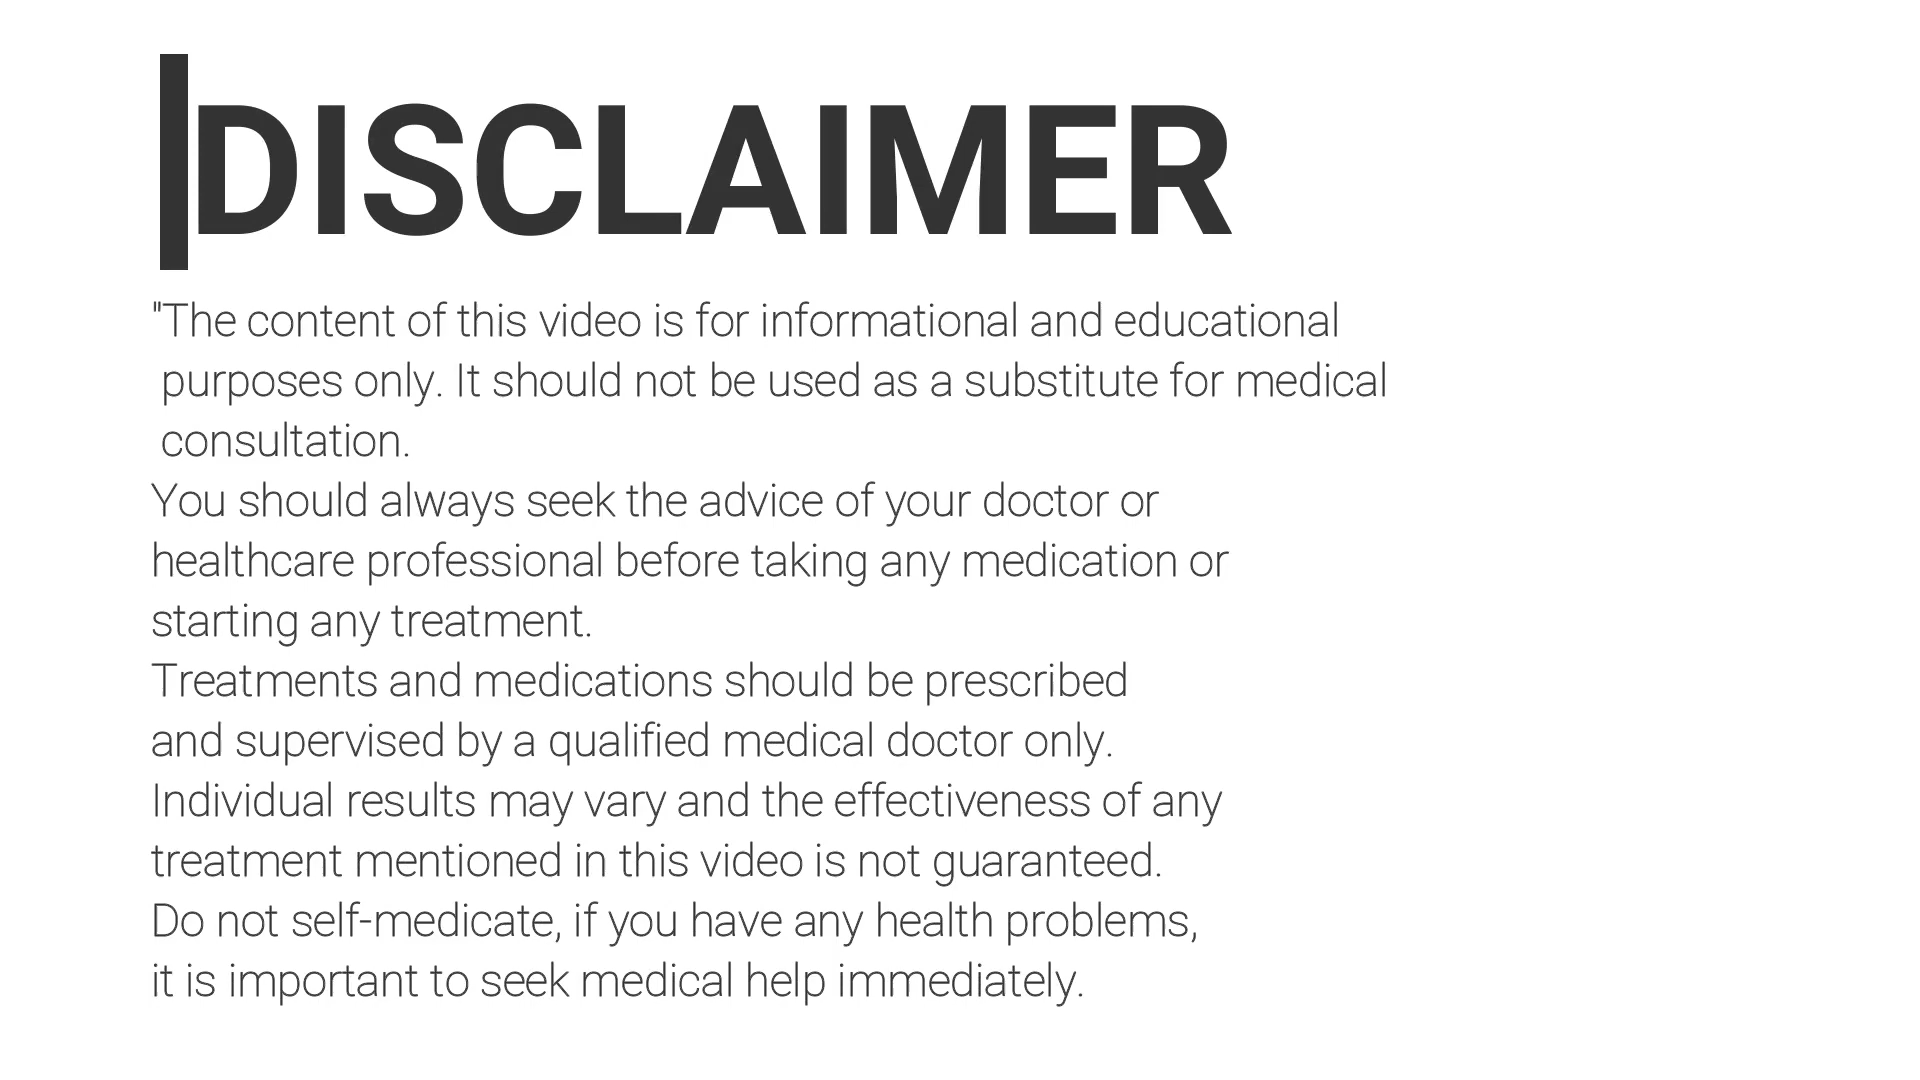 DISCLAIMER
"The content of this video is for informational and educational
purposes only. It should not be used as a substitute for medical
consultation.
You should always seek the advice of your doctor or
healthcare professional before taking any medication or
starting any treatment.
Treatments and medications should be prescribed
and supervised by a qualified medical doctor only.
Individual results may vary and the effectiveness of any
treatment mentioned in this video is not guaranteed.
Do not self-medicate, if you have any health problems,
it is important to seek medical help immediately.